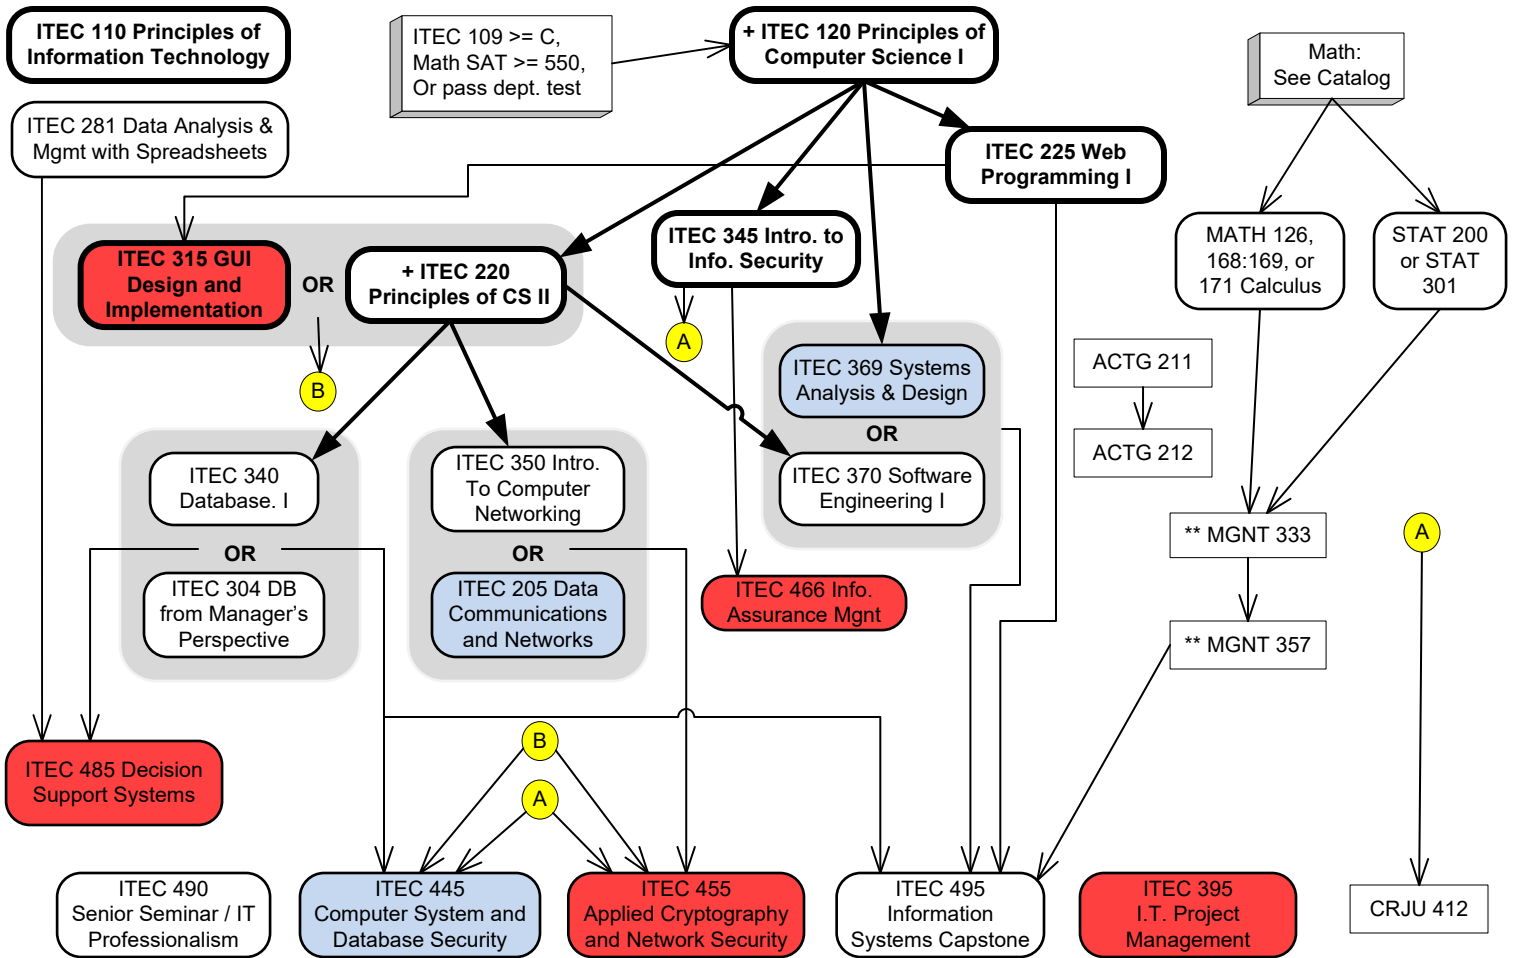 ITEC 110 Principles of
Information Technology
ITEC 109 >= C,
Math SAT >= 550,
Or pass dept. test
+ ITEC 120 Principles of
Computer Science I
Math:
See Catalog
ITEC 281 Data Analysis &
Mgmt with Spreadsheets
ITEC 225 Web
Programming I
ITEC 315 GUI
Design and
Implementation
OR
+ ITEC 220
Principles of CS II
ITEC 345 Intro. to
Info. Security
MATH 126,
168:169, or
171 Calculus
STAT 200
or STAT
301
A
B
ITEC 369 Systems
Analysis & Design
OR
ITEC 370 Software
Engineering I
ACTG 211
ACTG 212
ITEC 340
Database. I
OR
ITEC 304 DB
from Manager's
Perspective
ITEC 350 Intro.
To Computer
Networking
OR
ITEC 205 Data
Communications
and Networks
ITEC 466 Info.
Assurance Mgnt
** MGNT 333
A
** MGNT 357
ITEC 485 Decision
Support Systems
B
A
ITEC 490
Senior Seminar / IT
Professionalism
ITEC 445
Computer System and
Database Security
ITEC 455
Applied Cryptography
and Network Security
ITEC 495
Information
Systems Capstone
ITEC 395
I.T. Project
Management
CRJU 412